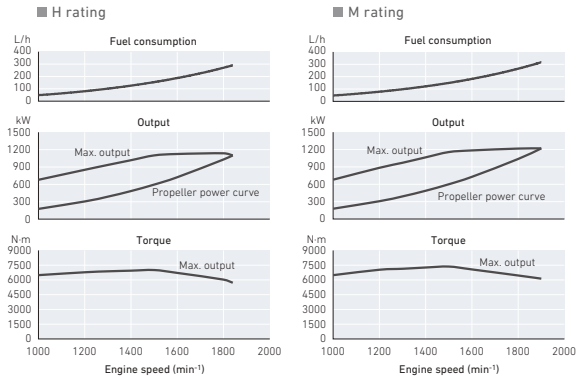 H rating
L/h
Fuel consumption
400
300
200
100
0
kW
Output
1500
1200
900
600
300
0
Max. output
Propeller power curve
N·m
Torque
9000
7500
6000
4500
3000
1500
0
Max. output
1000 1200 1400 1600 1800 2000
Engine speed (min⁻¹)
M rating
L/h
Fuel consumption
400
300
200
100
0
kW
Output
1500
1200
900
600
300
0
Max. output
Propeller power curve
N·m
Torque
9000
7500
6000
4500
3000
1500
0
Max. output
1000 1200 1400 1600 1800 2000
Engine speed (min⁻¹)